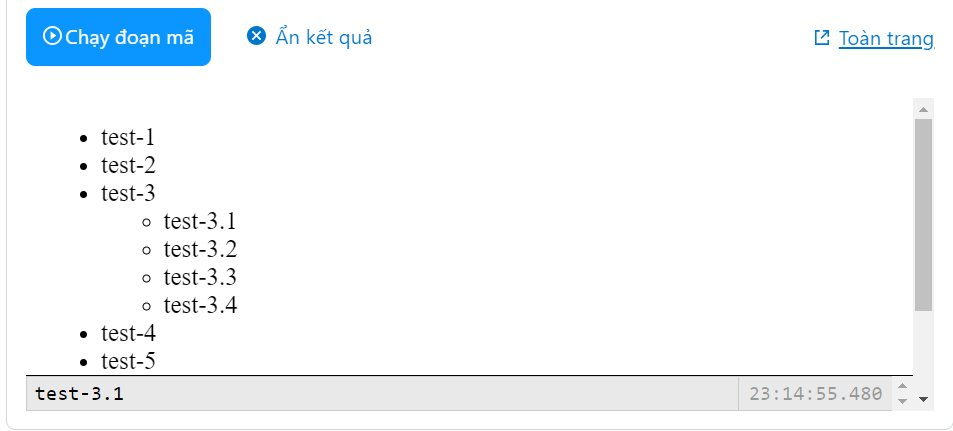 Chạy đoạn mã Ẩn kết quả Toàn trang
test-1
test-2
test-3
test-3.1
test-3.2
test-3.3
test-3.4
test-4
test-5
test-3.1 23:14:55.480